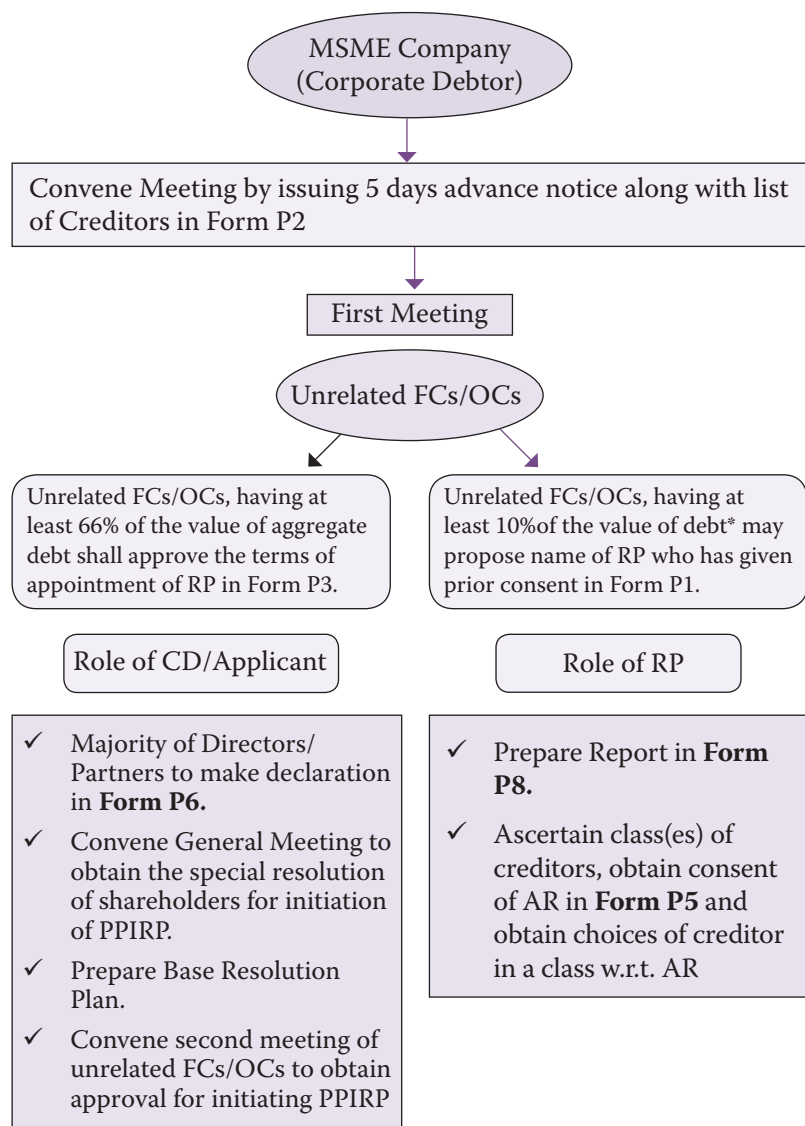 MSME Company
(Corporate Debtor)
Convene Meeting by issuing 5 days advance notice along with list
of Creditors in Form P2
First Meeting
Unrelated FCs/OCs
Unrelated FCs/OCs, having at
least 66% of the value of aggregate
debt shall approve the terms of
appointment of RP in Form P3.
Unrelated FCs/OCs, having at
least 10%of the value of debt* may
propose name of RP who has given
prior consent in Form P1.
Role of CD/Applicant
Role of RP
✓ Majority of Directors/
Partners to make declaration
in Form P6.
✓ Convene General Meeting to
obtain the special resolution
of shareholders for initiation
of PPIRP.
✓ Prepare Base Resolution
Plan.
✓ Convene second meeting of
unrelated FCs/OCs to obtain
approval for initiating PPIRP
✓ Prepare Report in Form
P8.
✓ Ascertain class(es) of
creditors, obtain consent
of AR in Form P5 and
obtain choices of creditor
in a class w.r.t. AR